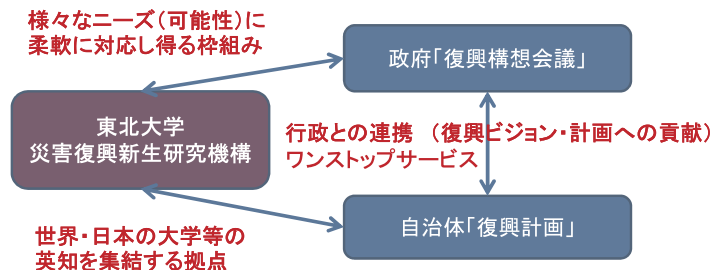 様々なニーズ（可能性）に
柔軟に対応し得る枠組み
政府「復興構想会議」
東北大学
災害復興新生研究機構
行政との連携　（復興ビジョン・計画への貢献）
ワンストップサービス
自治体「復興計画」
世界・日本の大学等の
英知を集結する拠点